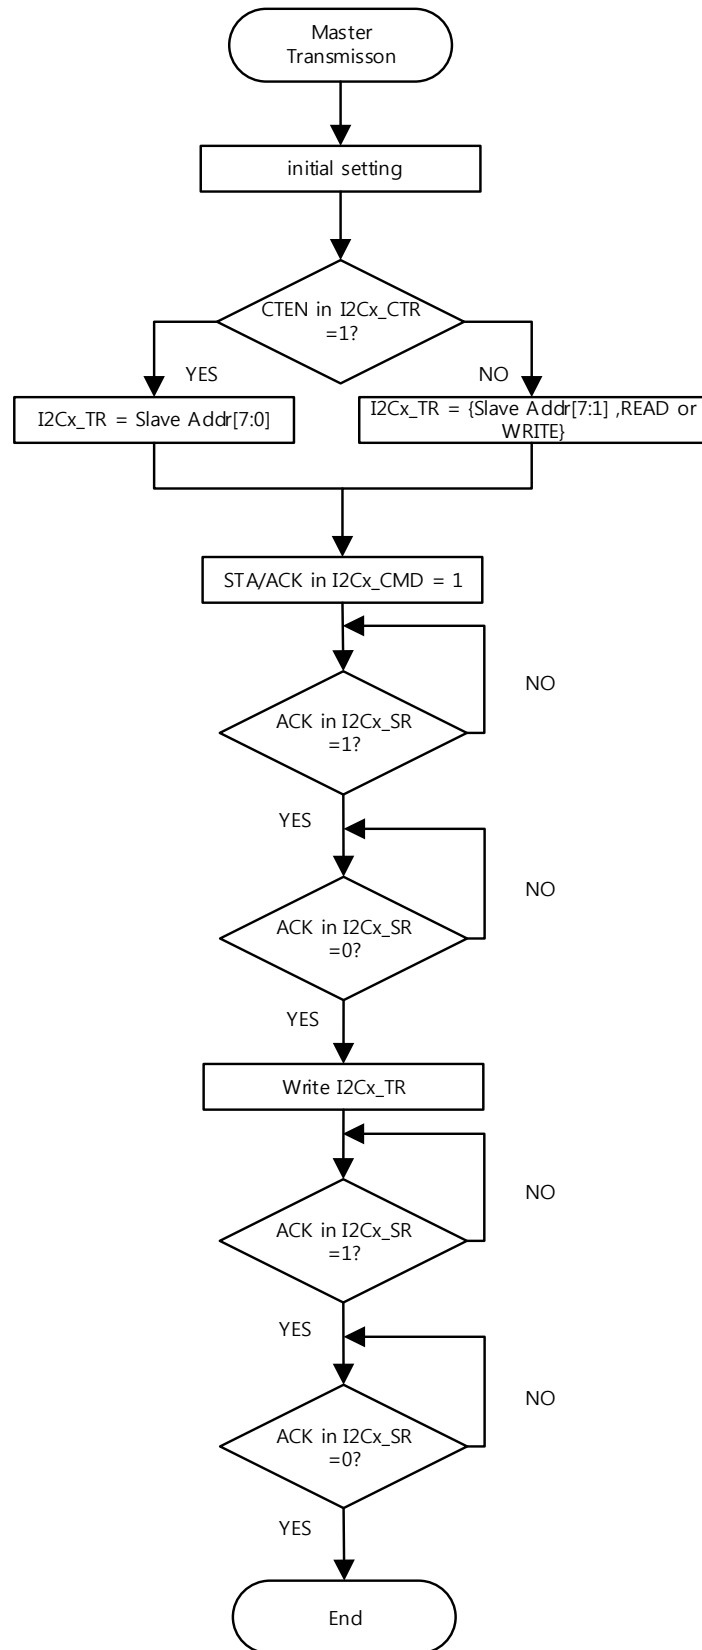 Master
Transmisson
initial setting
CTEN in I2Cx_CTR
=1?
YES
NO
I2Cx_TR = Slave Addr[7:0]
I2Cx_TR = {Slave Addr[7:1] ,READ or
WRITE}
STA/ACK in I2Cx_CMD = 1
NO
ACK in I2Cx_SR
=1?
YES
NO
ACK in I2Cx_SR
=0?
YES
Write I2Cx_TR
NO
ACK in I2Cx_SR
=1?
YES
NO
ACK in I2Cx_SR
=0?
YES
End